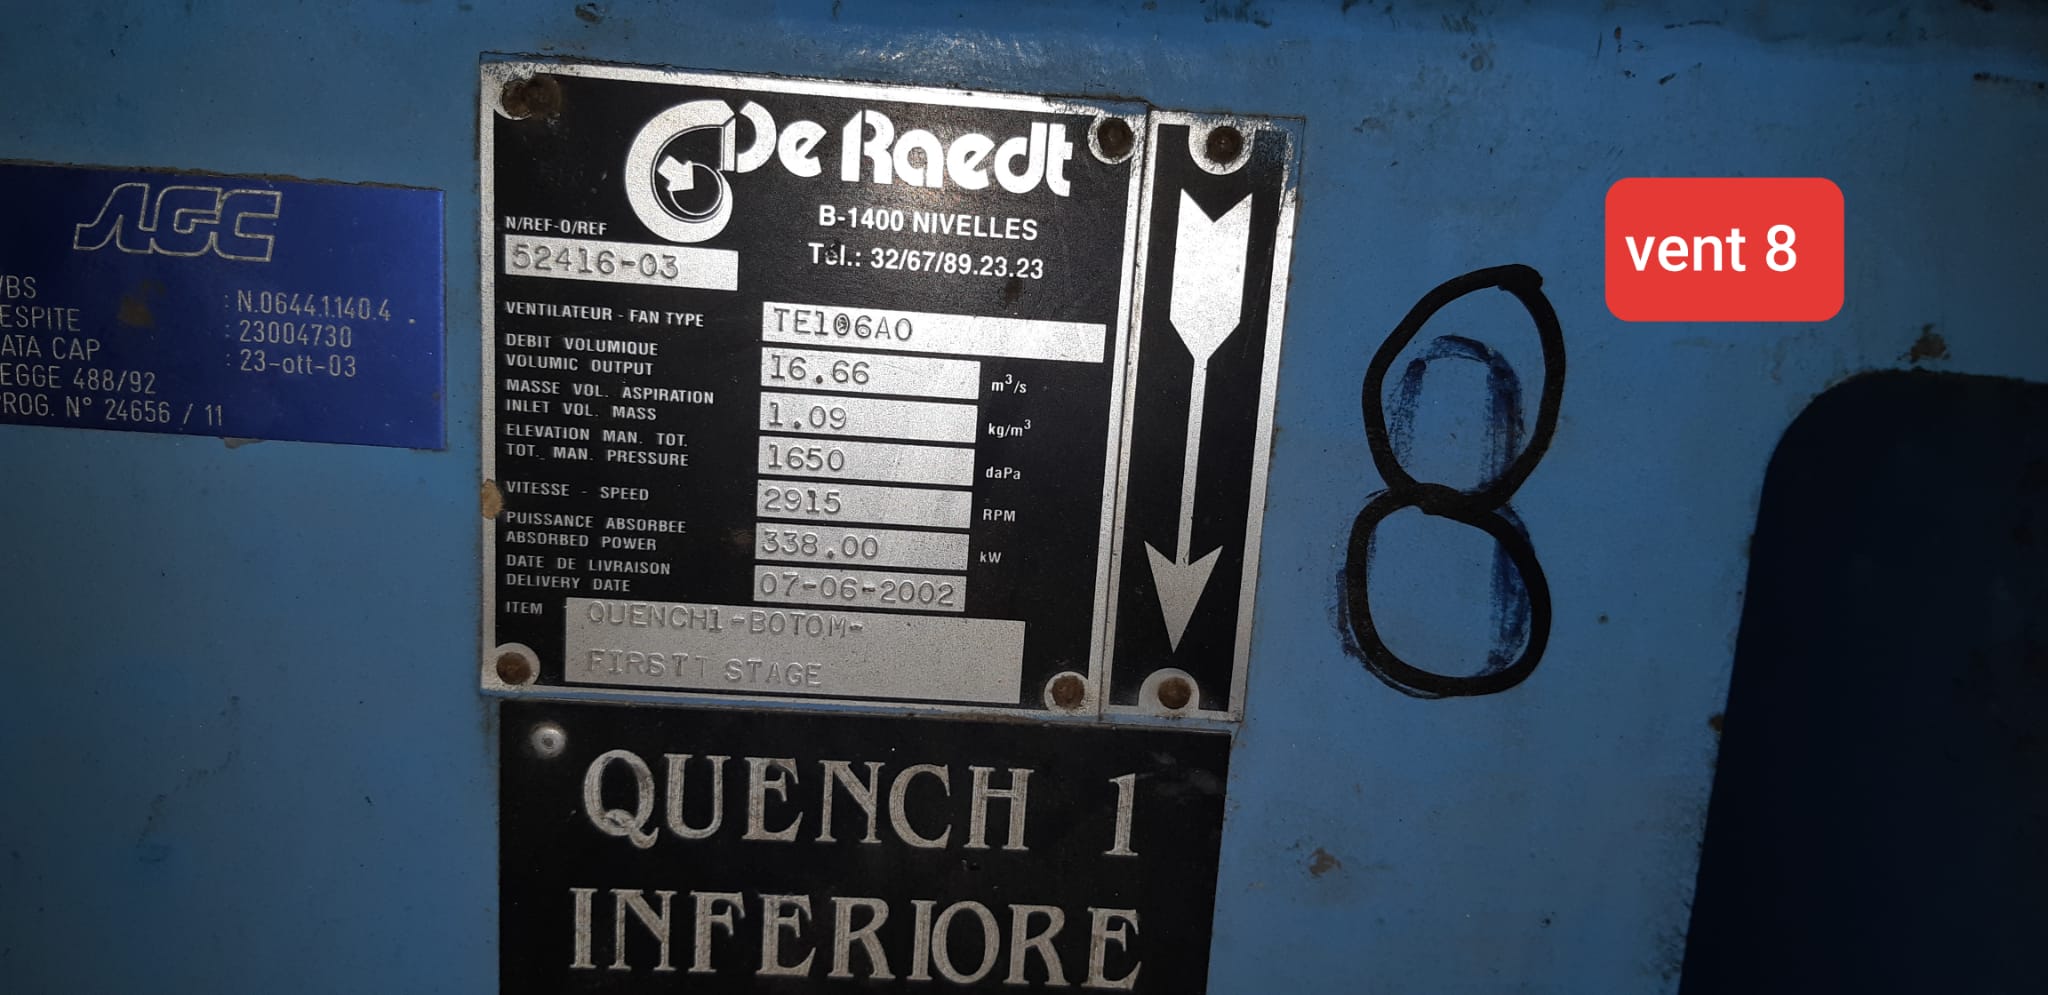 AGC
: N.0644.1.140.4
ESPITE : 23004730
ATA CAP : 23-ott-03
EGGE 488/92
ROG. N° 24656 / 11
De Raedt
B-1400 NIVELLES
Tél.: 32/67/89.23.23
N/REF-O/REF
52416-03
VENTILATEUR - FAN TYPE TE106AO
DEBIT VOLUMIQUE
VOLUMIC OUTPUT 16.66 m³/s
MASSE VOL. ASPIRATION
INLET VOL. MASS 1.09 kg/m³
ELEVATION MAN. TOT.
TOT. MAN. PRESSURE 1650 daPa
VITESSE - SPEED 2915 RPM
PUISSANCE ABSORBEE
ABSORBED POWER 338.00 kW
DATE DE LIVRAISON
DELIVERY DATE 07-06-2002
ITEM QUENCH1-BOTOM-
FIRSTT STAGE
QUENCH 1
INFERIORE
8
vent 8